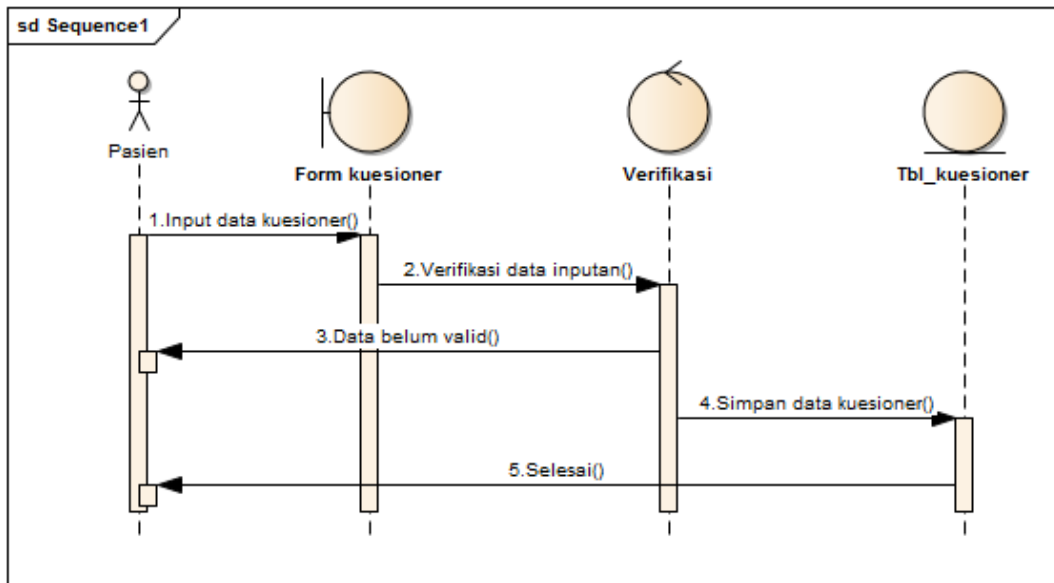 sd Sequence1
Pasien
Form kuesioner
Verifikasi
Tbl_kuesioner
1.Input data kuesioner()
2.Verifikasi data inputan()
3.Data belum valid()
4.Simpan data kuesioner()
5.Selesai()